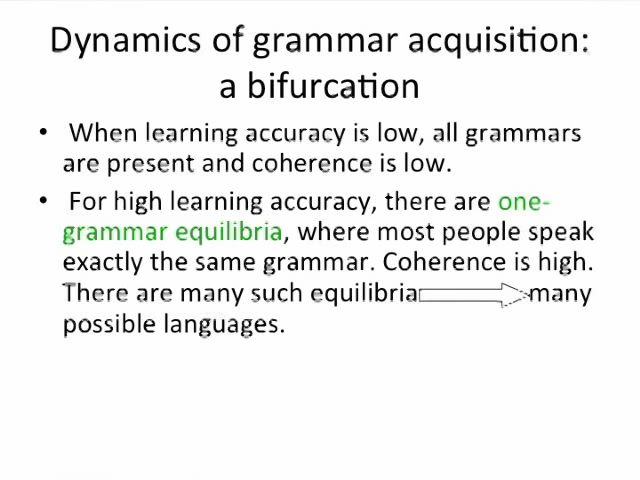 Dynamics of grammar acquisition:
a bifurcation
• When learning accuracy is low, all grammars
are present and coherence is low.
• For high learning accuracy, there are one-
grammar equilibria, where most people speak
exactly the same grammar. Coherence is high.
There are many such equilibria many
possible languages.